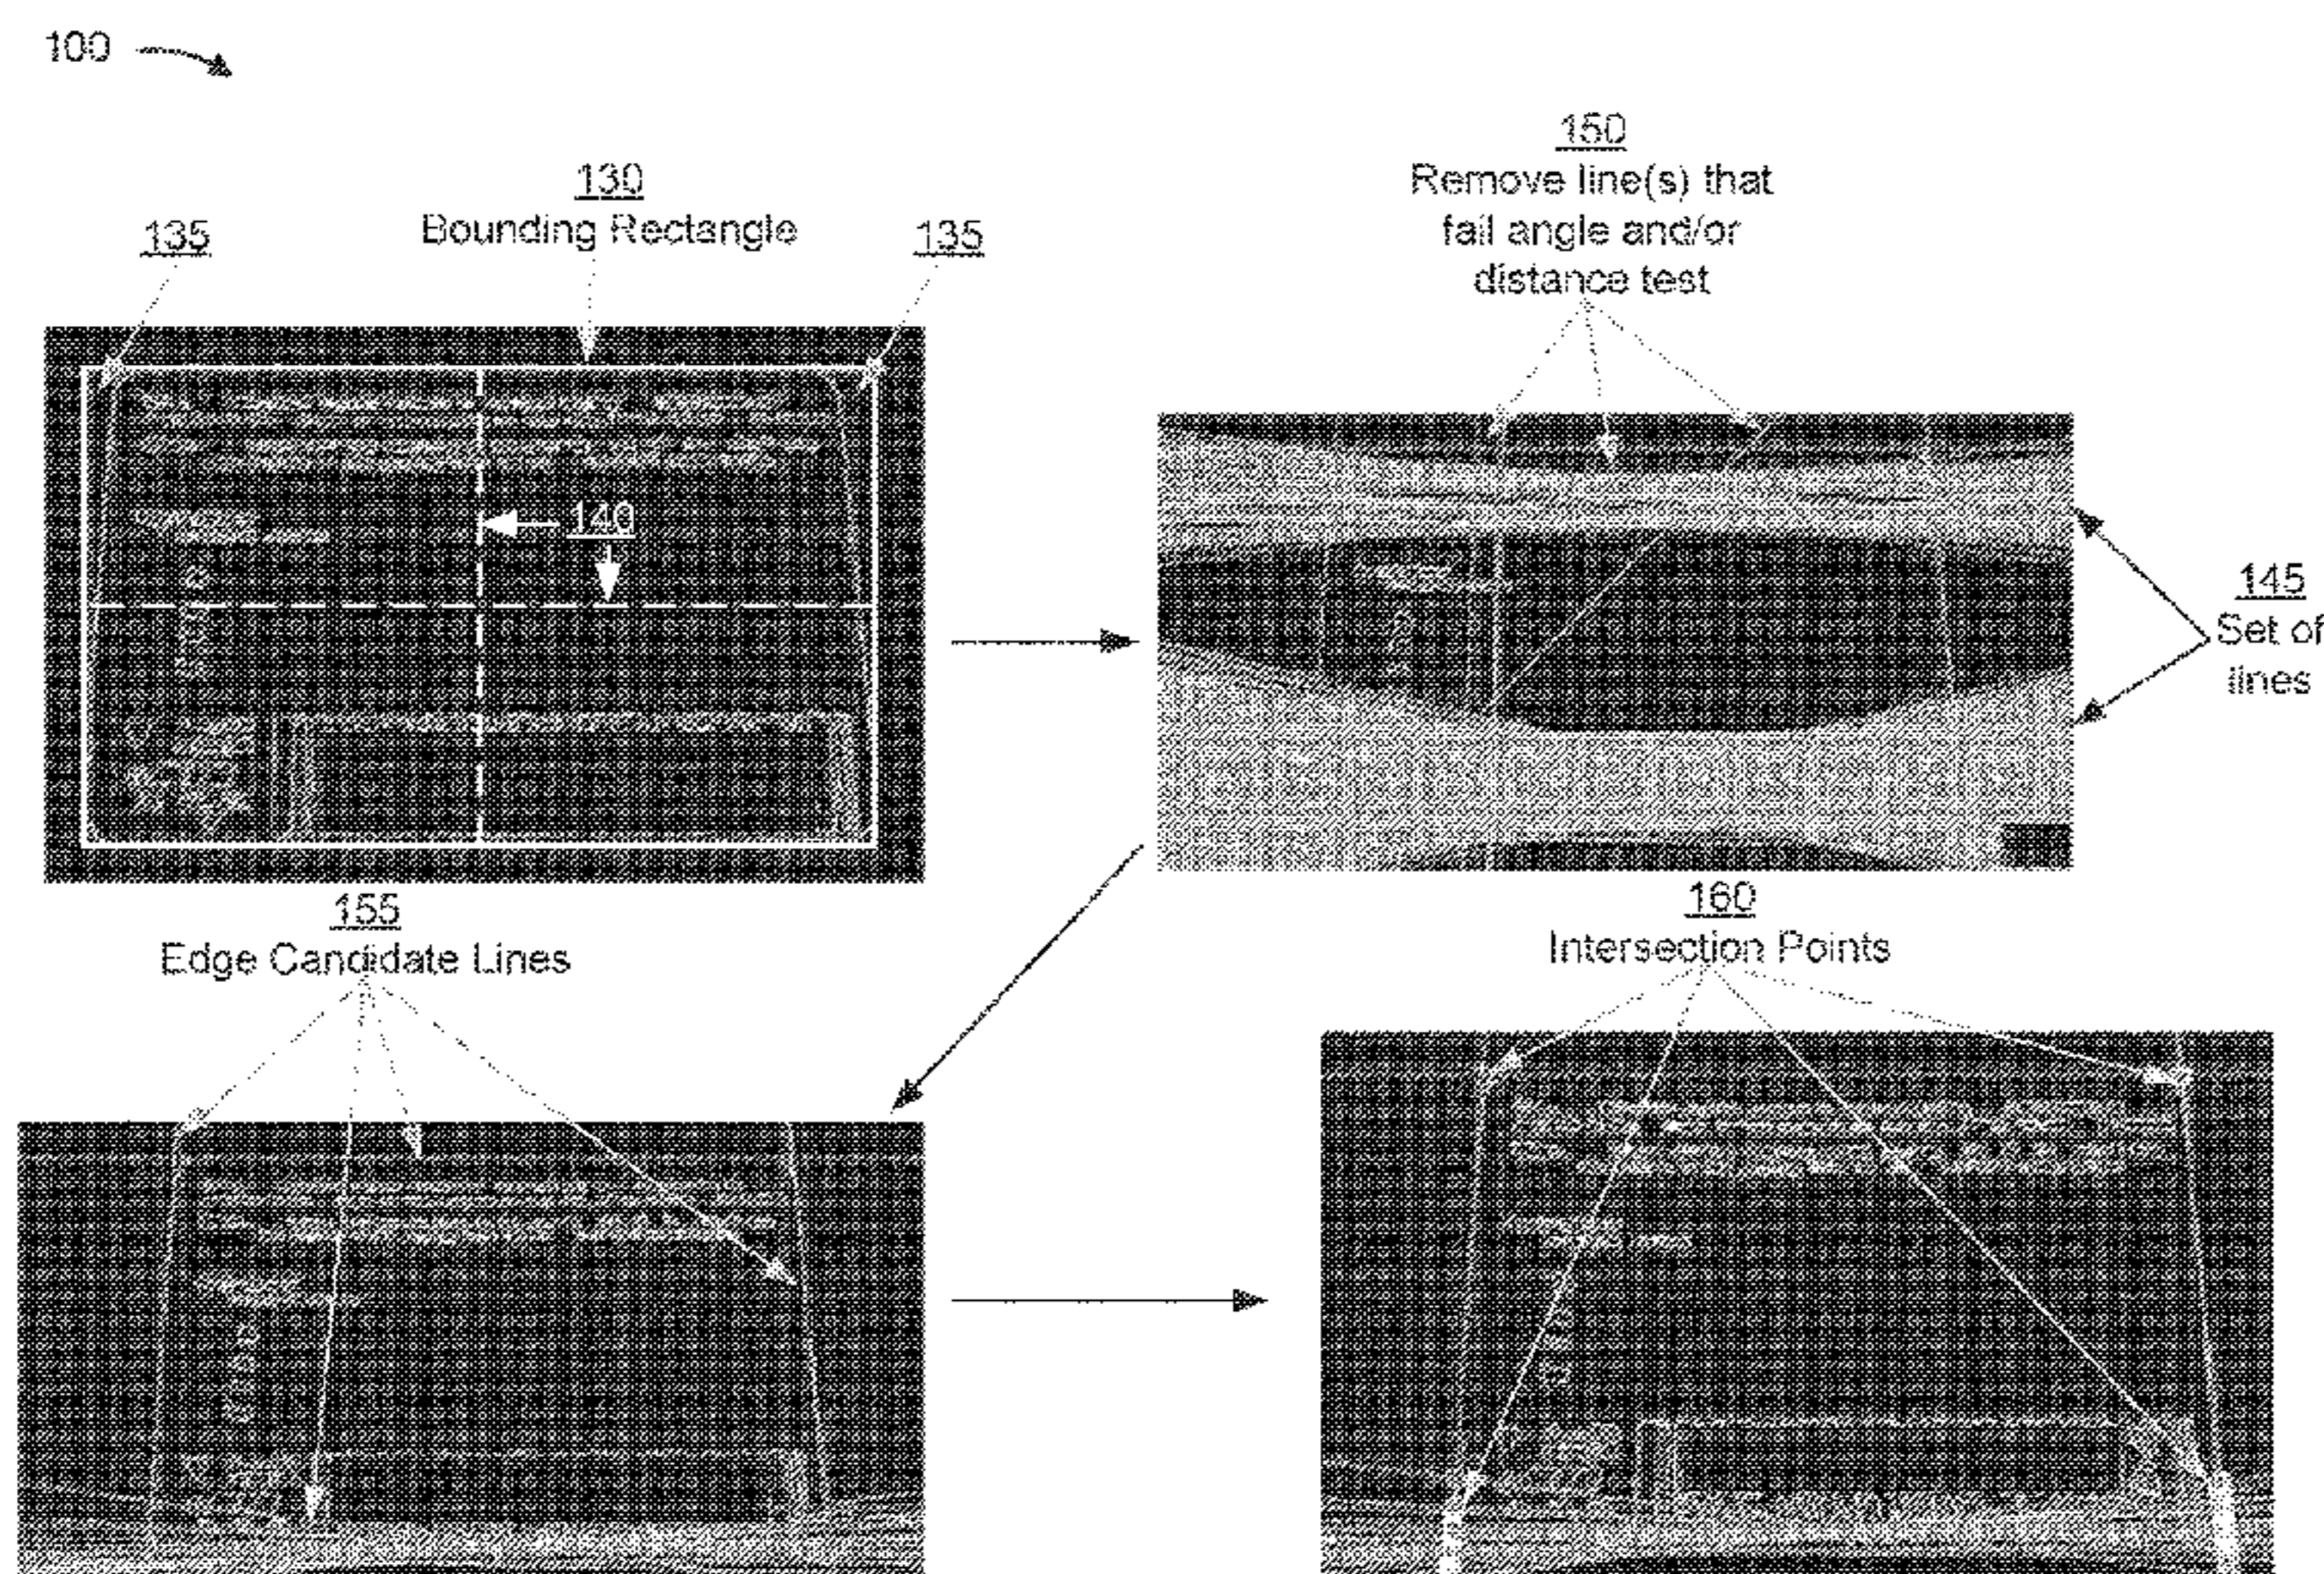 100
130
Bounding Rectangle
135
135
140
150
Remove line(s) that
fail angle and/or
distance test
145
Set of
lines
155
Edge Candidate Lines
160
Intersection Points